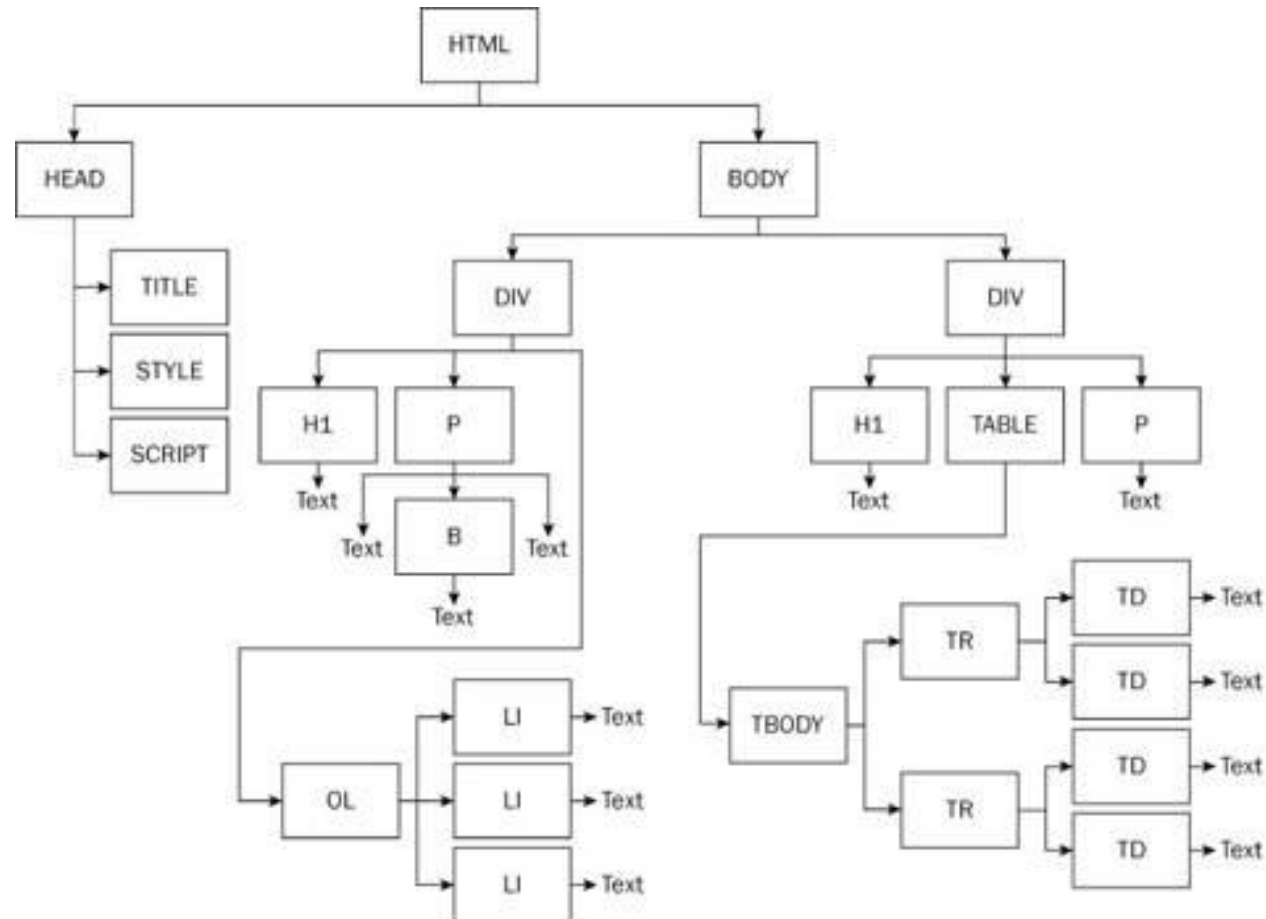 HTML
HEAD
BODY
TITLE
STYLE
SCRIPT
DIV
DIV
H1
P
H1
TABLE
P
Text
Text
B
Text
Text
Text
Text
Text
OL
LI
Text
LI
Text
LI
Text
TBODY
TR
TD
Text
TD
Text
TR
TD
Text
TD
Text